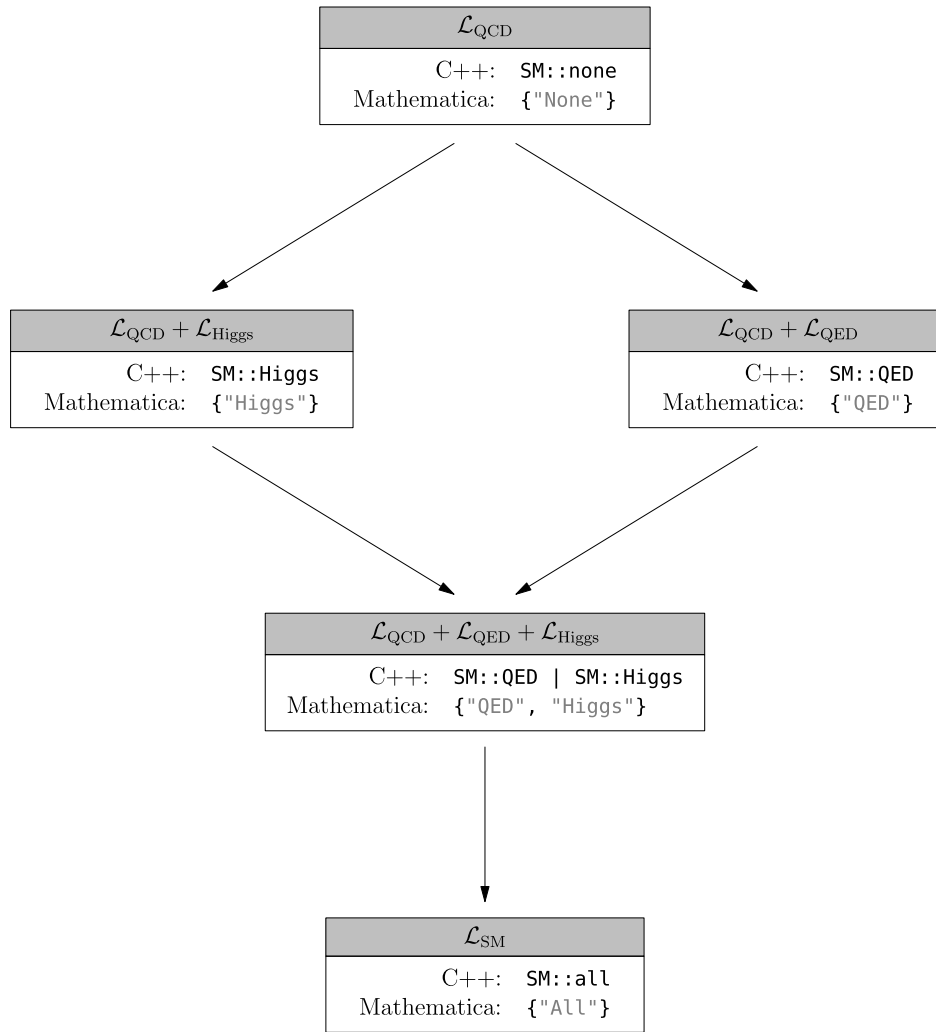 ℒ_QCD
C++: SM::none
Mathematica: {"None"}
ℒ_QCD + ℒ_Higgs
C++: SM::Higgs
Mathematica: {"Higgs"}
ℒ_QCD + ℒ_QED
C++: SM::QED
Mathematica: {"QED"}
ℒ_QCD + ℒ_QED + ℒ_Higgs
C++: SM::QED | SM::Higgs
Mathematica: {"QED", "Higgs"}
ℒ_SM
C++: SM::all
Mathematica: {"All"}